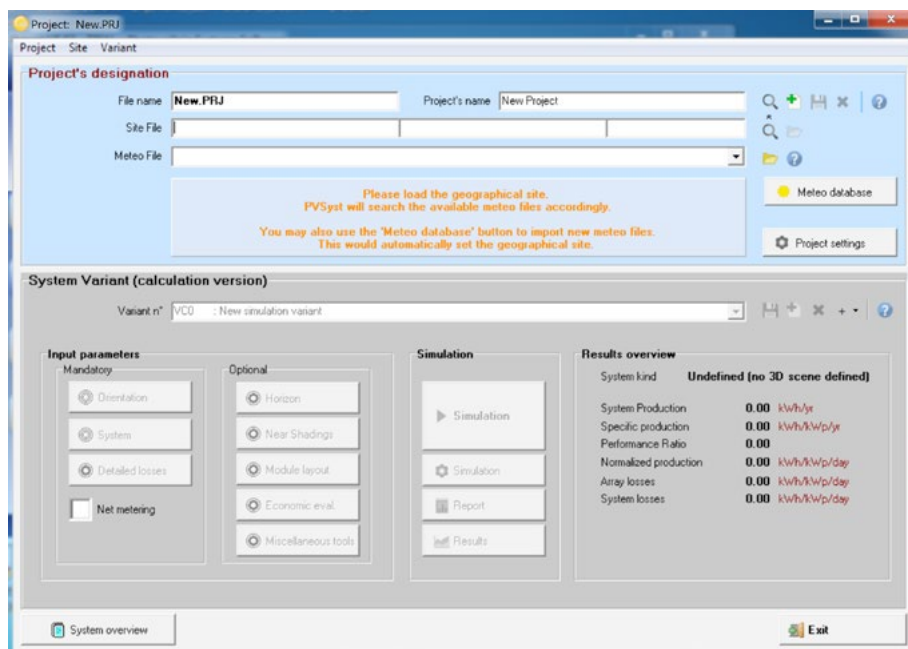 Project: New.PRJ
Project Site Variant
Project's designation
File name New.PRJ Project's name New Project
Site File
Meteo File
Please load the geographical site.
PVSyst will search the available meteo files accordingly.
You may also use the 'Meteo database' button to import new meteo files.
This would automatically set the geographical site.
Meteo database
Project settings
System Variant (calculation version)
Variant n° VC0 : New simulation variant
Input parameters
Mandatory
Orientation
System
Detailed losses
Net metering
Optional
Horizon
Near Shadings
Module layout
Economic eval.
Miscellaneous tools
Simulation
Simulation
Simulation
Report
Results
Results overview
System kind Undefined (no 3D scene defined)
System Production 0.00 kWh/yr
Specific production 0.00 kWh/kWp/yr
Performance Ratio 0.00
Normalized production 0.00 kWh/kWp/day
Array losses 0.00 kWh/kWp/day
System losses 0.00 kWh/kWp/day
System overview
Exit